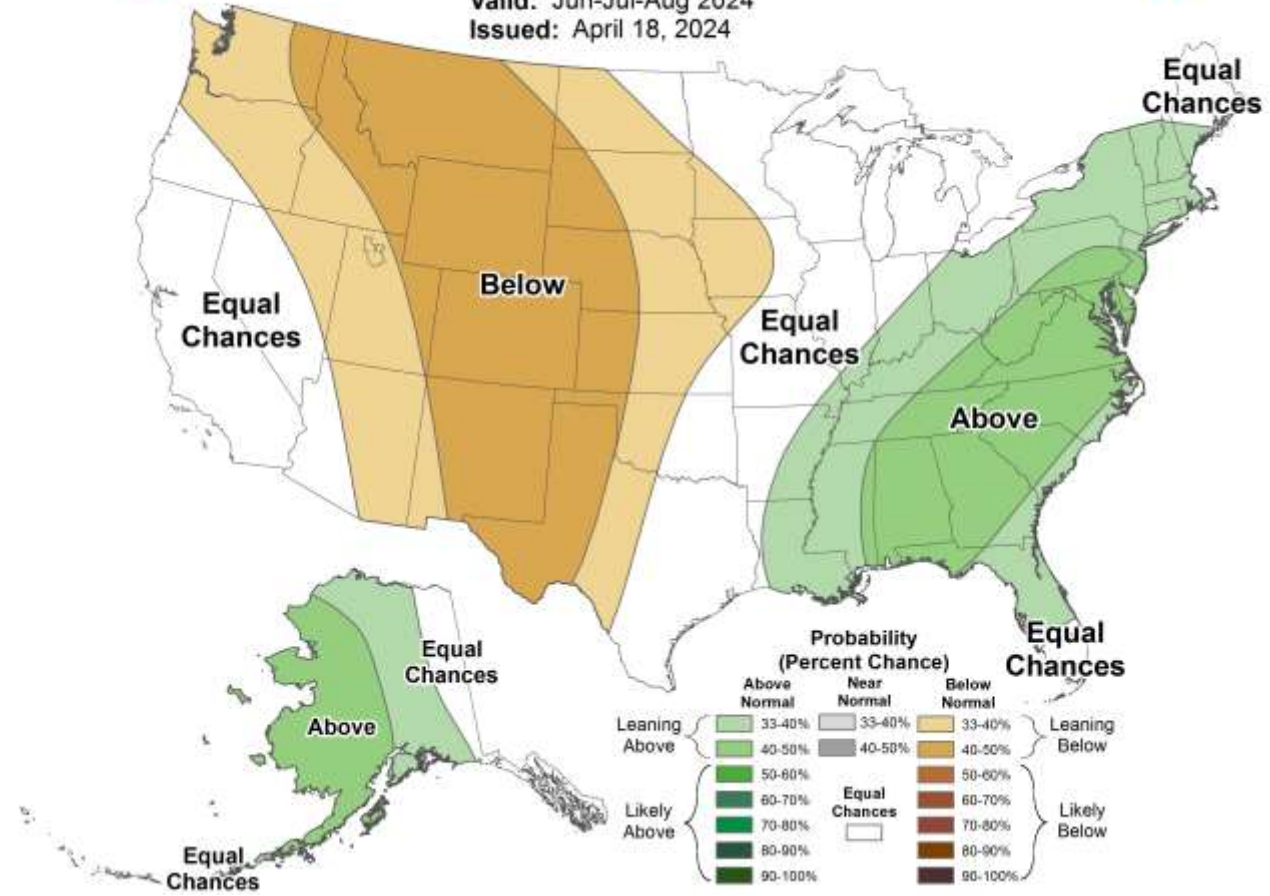 Valid: Jun-Jul-Aug 2024
Issued: April 18, 2024
Equal
Chances
Below
Equal
Chances
Equal
Chances
Above
Equal
Chances
Above
Equal
Chances
Equal
Chances
Probability
(Percent Chance)
Above
Normal
Near
Normal
Below
Normal
Leaning
Above
33-40%
40-50%
33-40%
40-50%
33-40%
40-50%
Leaning
Below
Likely
Above
50-60%
60-70%
70-80%
80-90%
90-100%
Equal
Chances
50-60%
60-70%
70-80%
80-90%
90-100%
Likely
Below